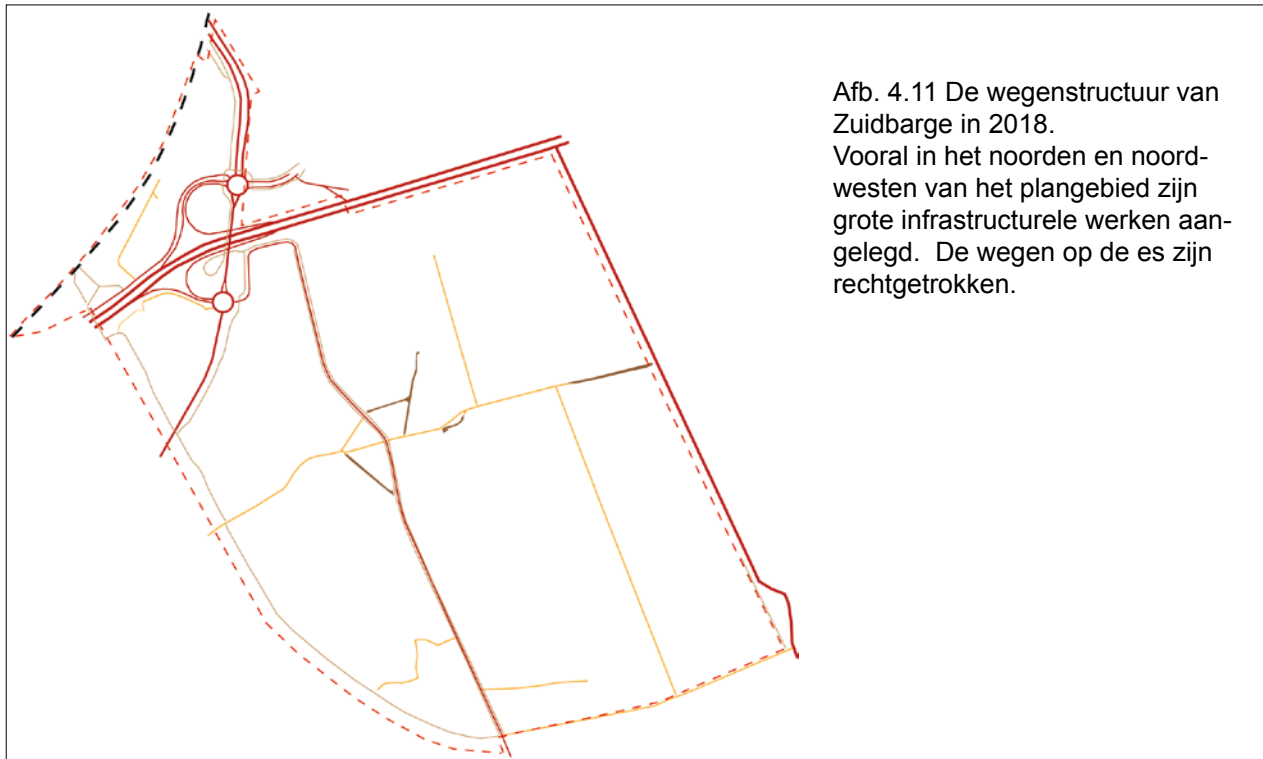 Afb. 4.11 De wegenstructuur van
Zuidbarge in 2018.
Vooral in het noorden en noord-
westen van het plangebied zijn
grote infrastructurele werken aan-
gelegd.  De wegen op de es zijn
rechtgetrokken.